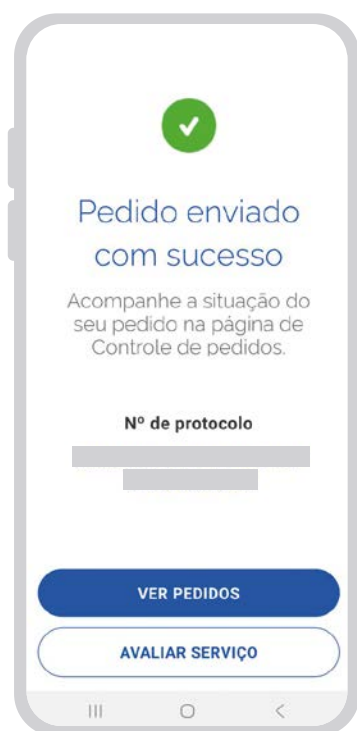 Pedido enviado
com sucesso
Acompanhe a situação do
seu pedido na página de
Controle de pedidos.
Nº de protocolo
VER PEDIDOS
AVALIAR SERVIÇO